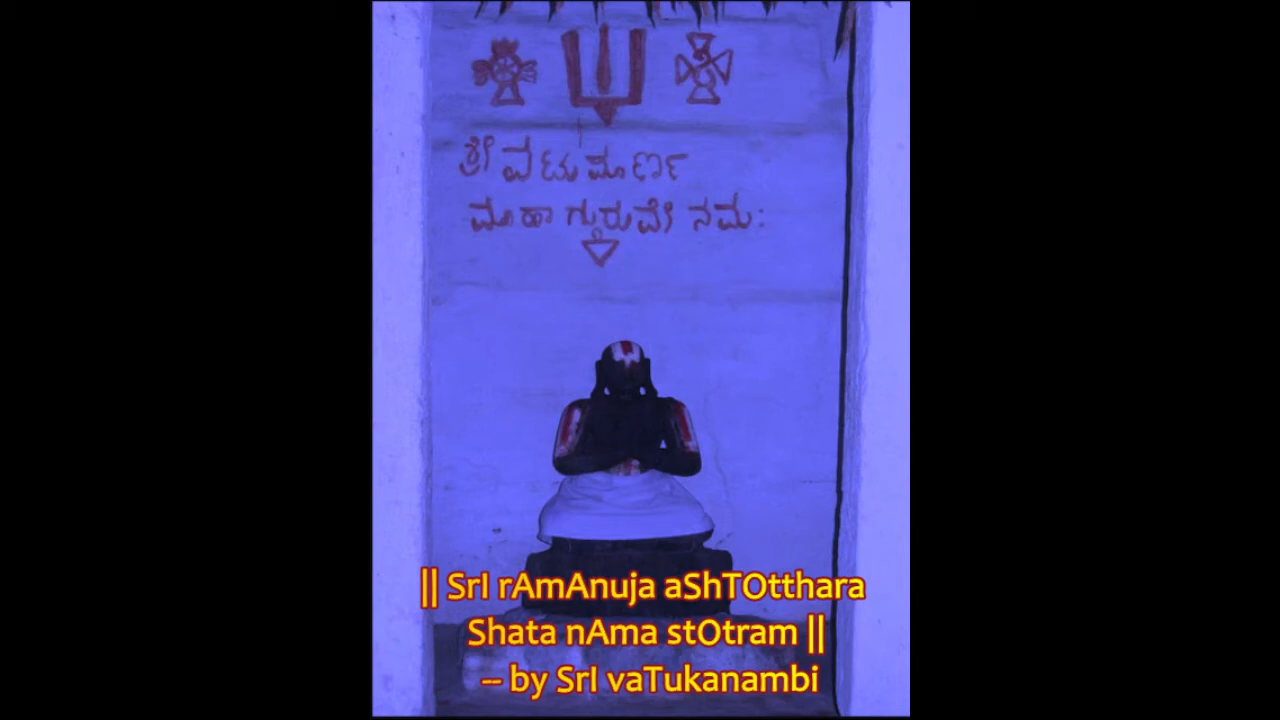 ಶ್ರೀ ವಟು ಪೂರ್ಣ
ಮಹಾ ಗ್ಗುರುವೇ ನಮಃ
|| SrI rAmAnuja aShTOtthara
Shata nAma stOtram ||
-- by SrI vaTukanambi